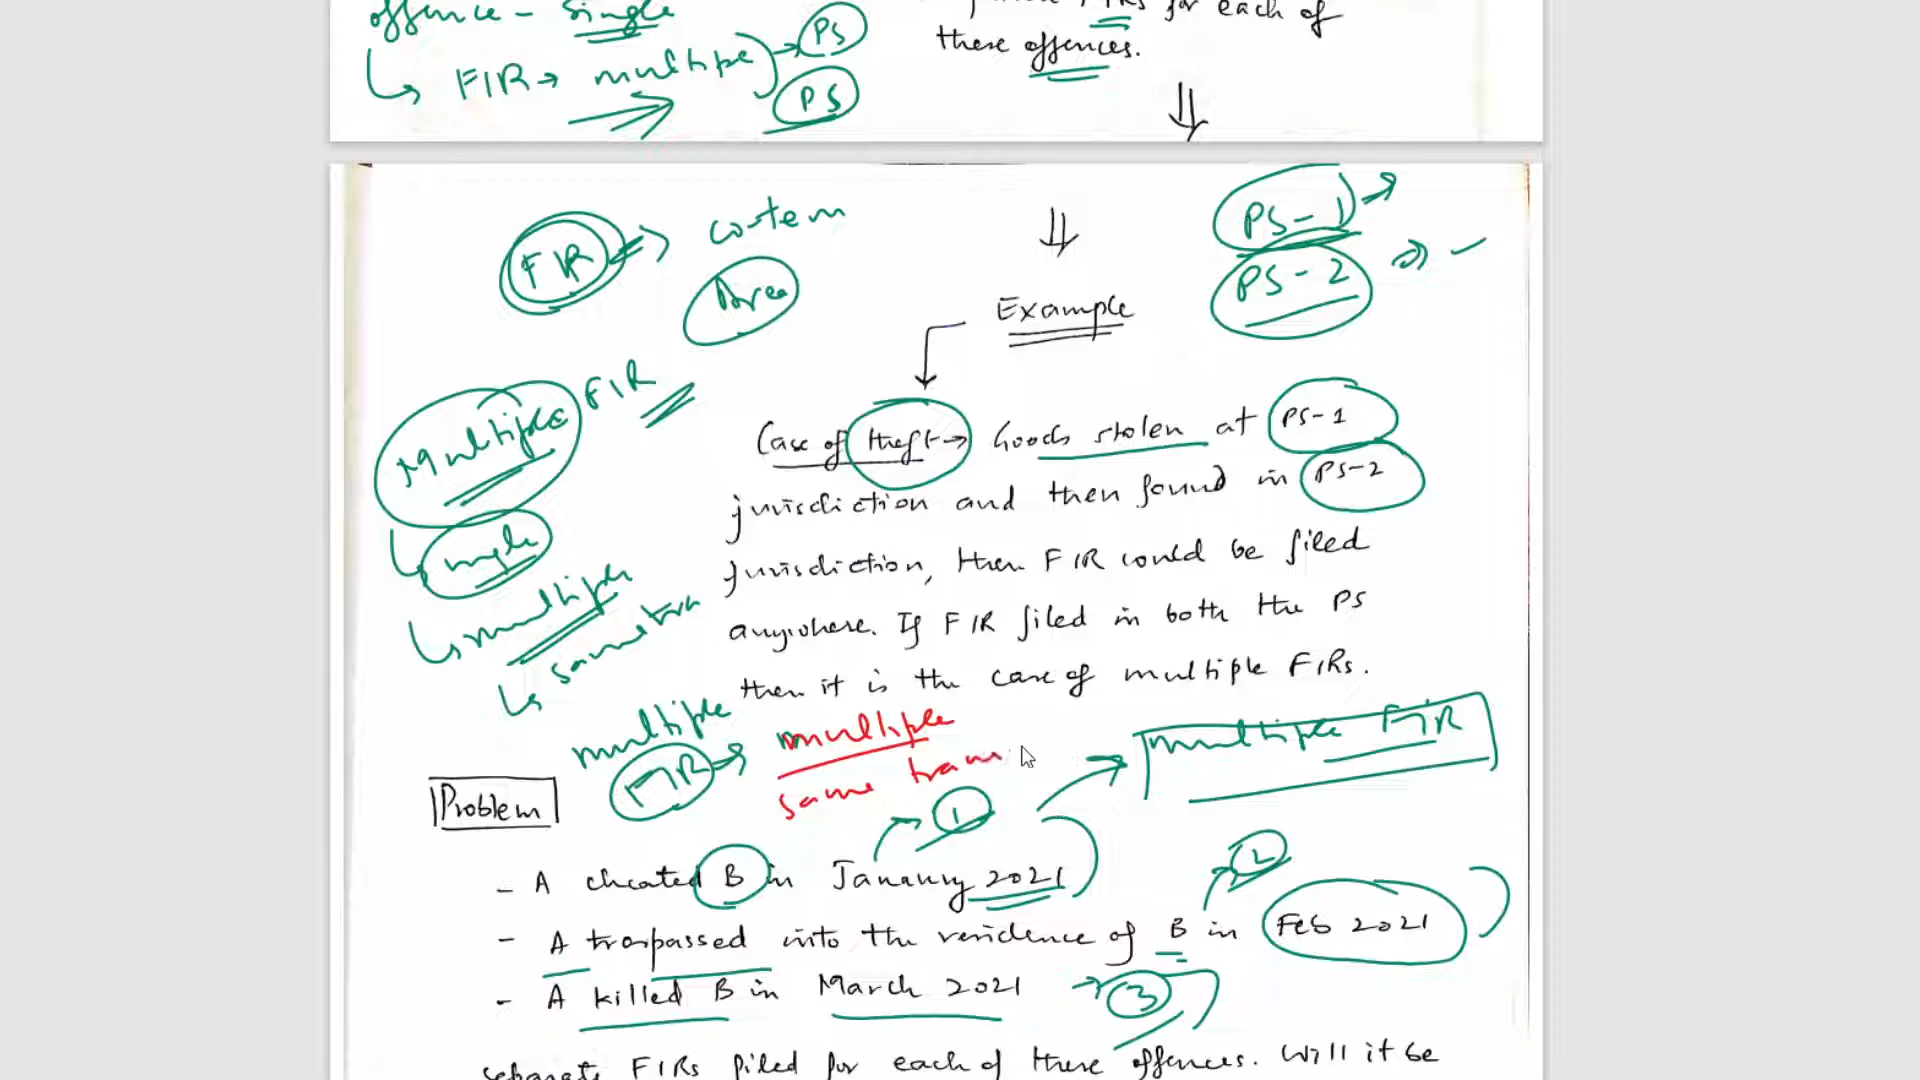 offence - single
FIR → multiple
PS
PS
FIRs for each of
these offences.
FIR
Area
PS-1
PS-2
Example
Multiple FIR
single
multiple
same tran
Case of theft → Goods stolen at PS-1
jurisdiction and then found in PS-2
jurisdiction, then FIR could be filed
anywhere. If FIR filed in both the PS
then it is the case of multiple FIRs.
multiple
FIR →
multiple
same tran
multiple FIR
Problem
1
- A cheated B in January 2021
2
- A trespassed into the residence of B in Feb 2021
- A killed B in March 2021
3
separate FIRs filed for each of these offences. Will it be